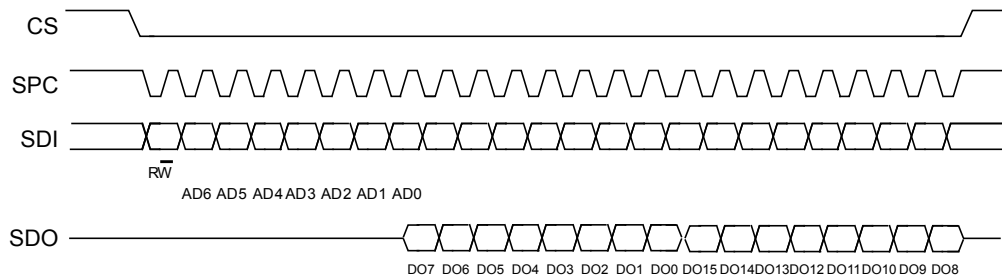 CS
SPC
SDI
RW̅
AD6 AD5 AD4 AD3 AD2 AD1 AD0
SDO
DO7 DO6 DO5 DO4 DO3 DO2 DO1 DO0 DO15 DO14 DO13 DO12 DO11 DO10 DO9 DO8